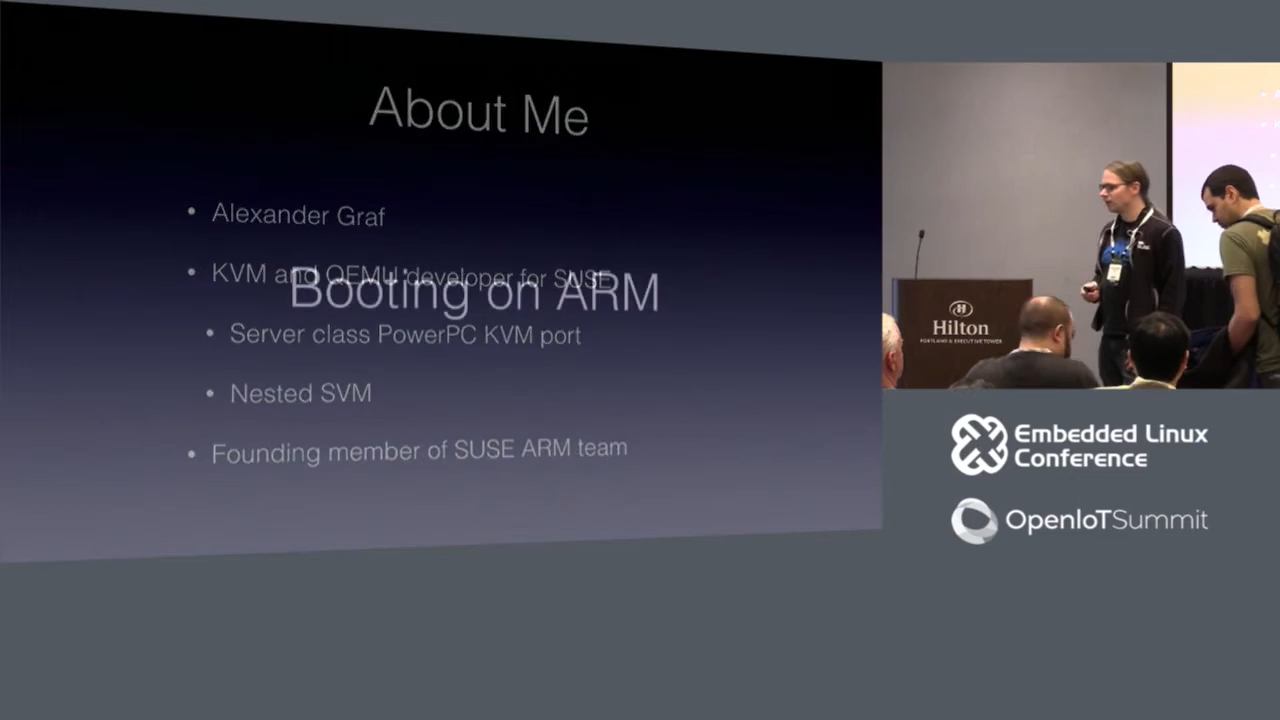 About Me
• Alexander Graf
• KVM and QEMU developer for SUSE
Booting on ARM
• Server class PowerPC KVM port
• Nested SVM
• Founding member of SUSE ARM team
Hilton
PORTLAND & EXECUTIVE TOWER
Embedded Linux
Conference
OpenIoTSummit